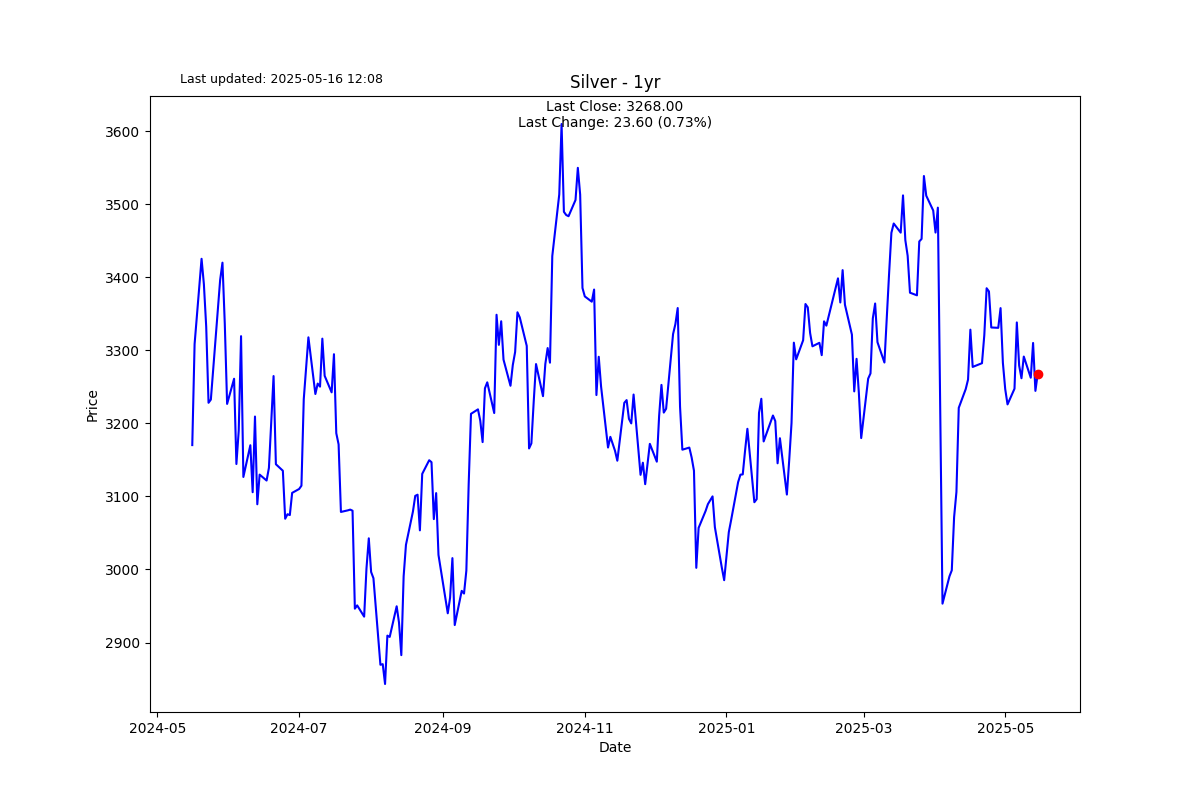 Last updated: 2025-05-16 12:08
Silver - 1yr
Last Close: 3268.00
Last Change: 23.60 (0.73%)
3600
3500
3400
3300
3200
3100
3000
2900
Price
2024-05
2024-07
2024-09
2024-11
2025-01
2025-03
2025-05
Date